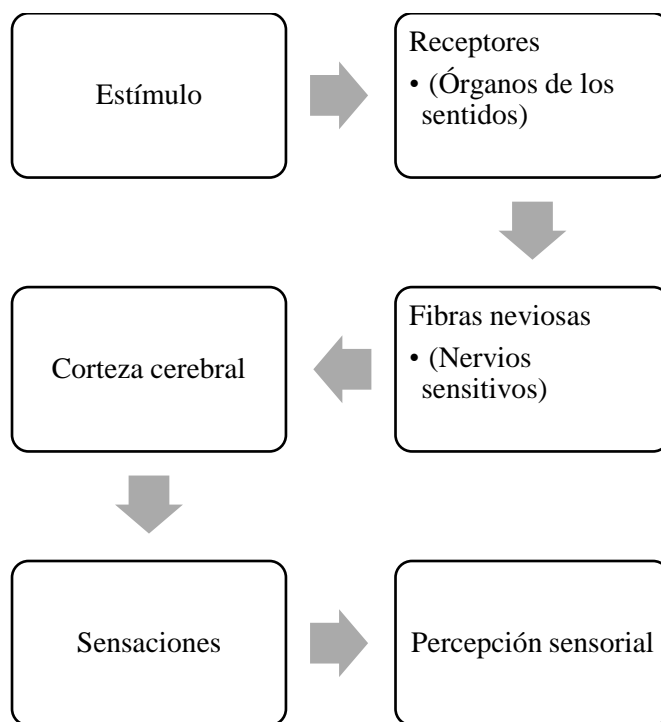 Estímulo
Receptores
• (Órganos de los
sentidos)
Fibras neviosas
• (Nervios
sensitivos)
Corteza cerebral
Sensaciones
Percepción sensorial